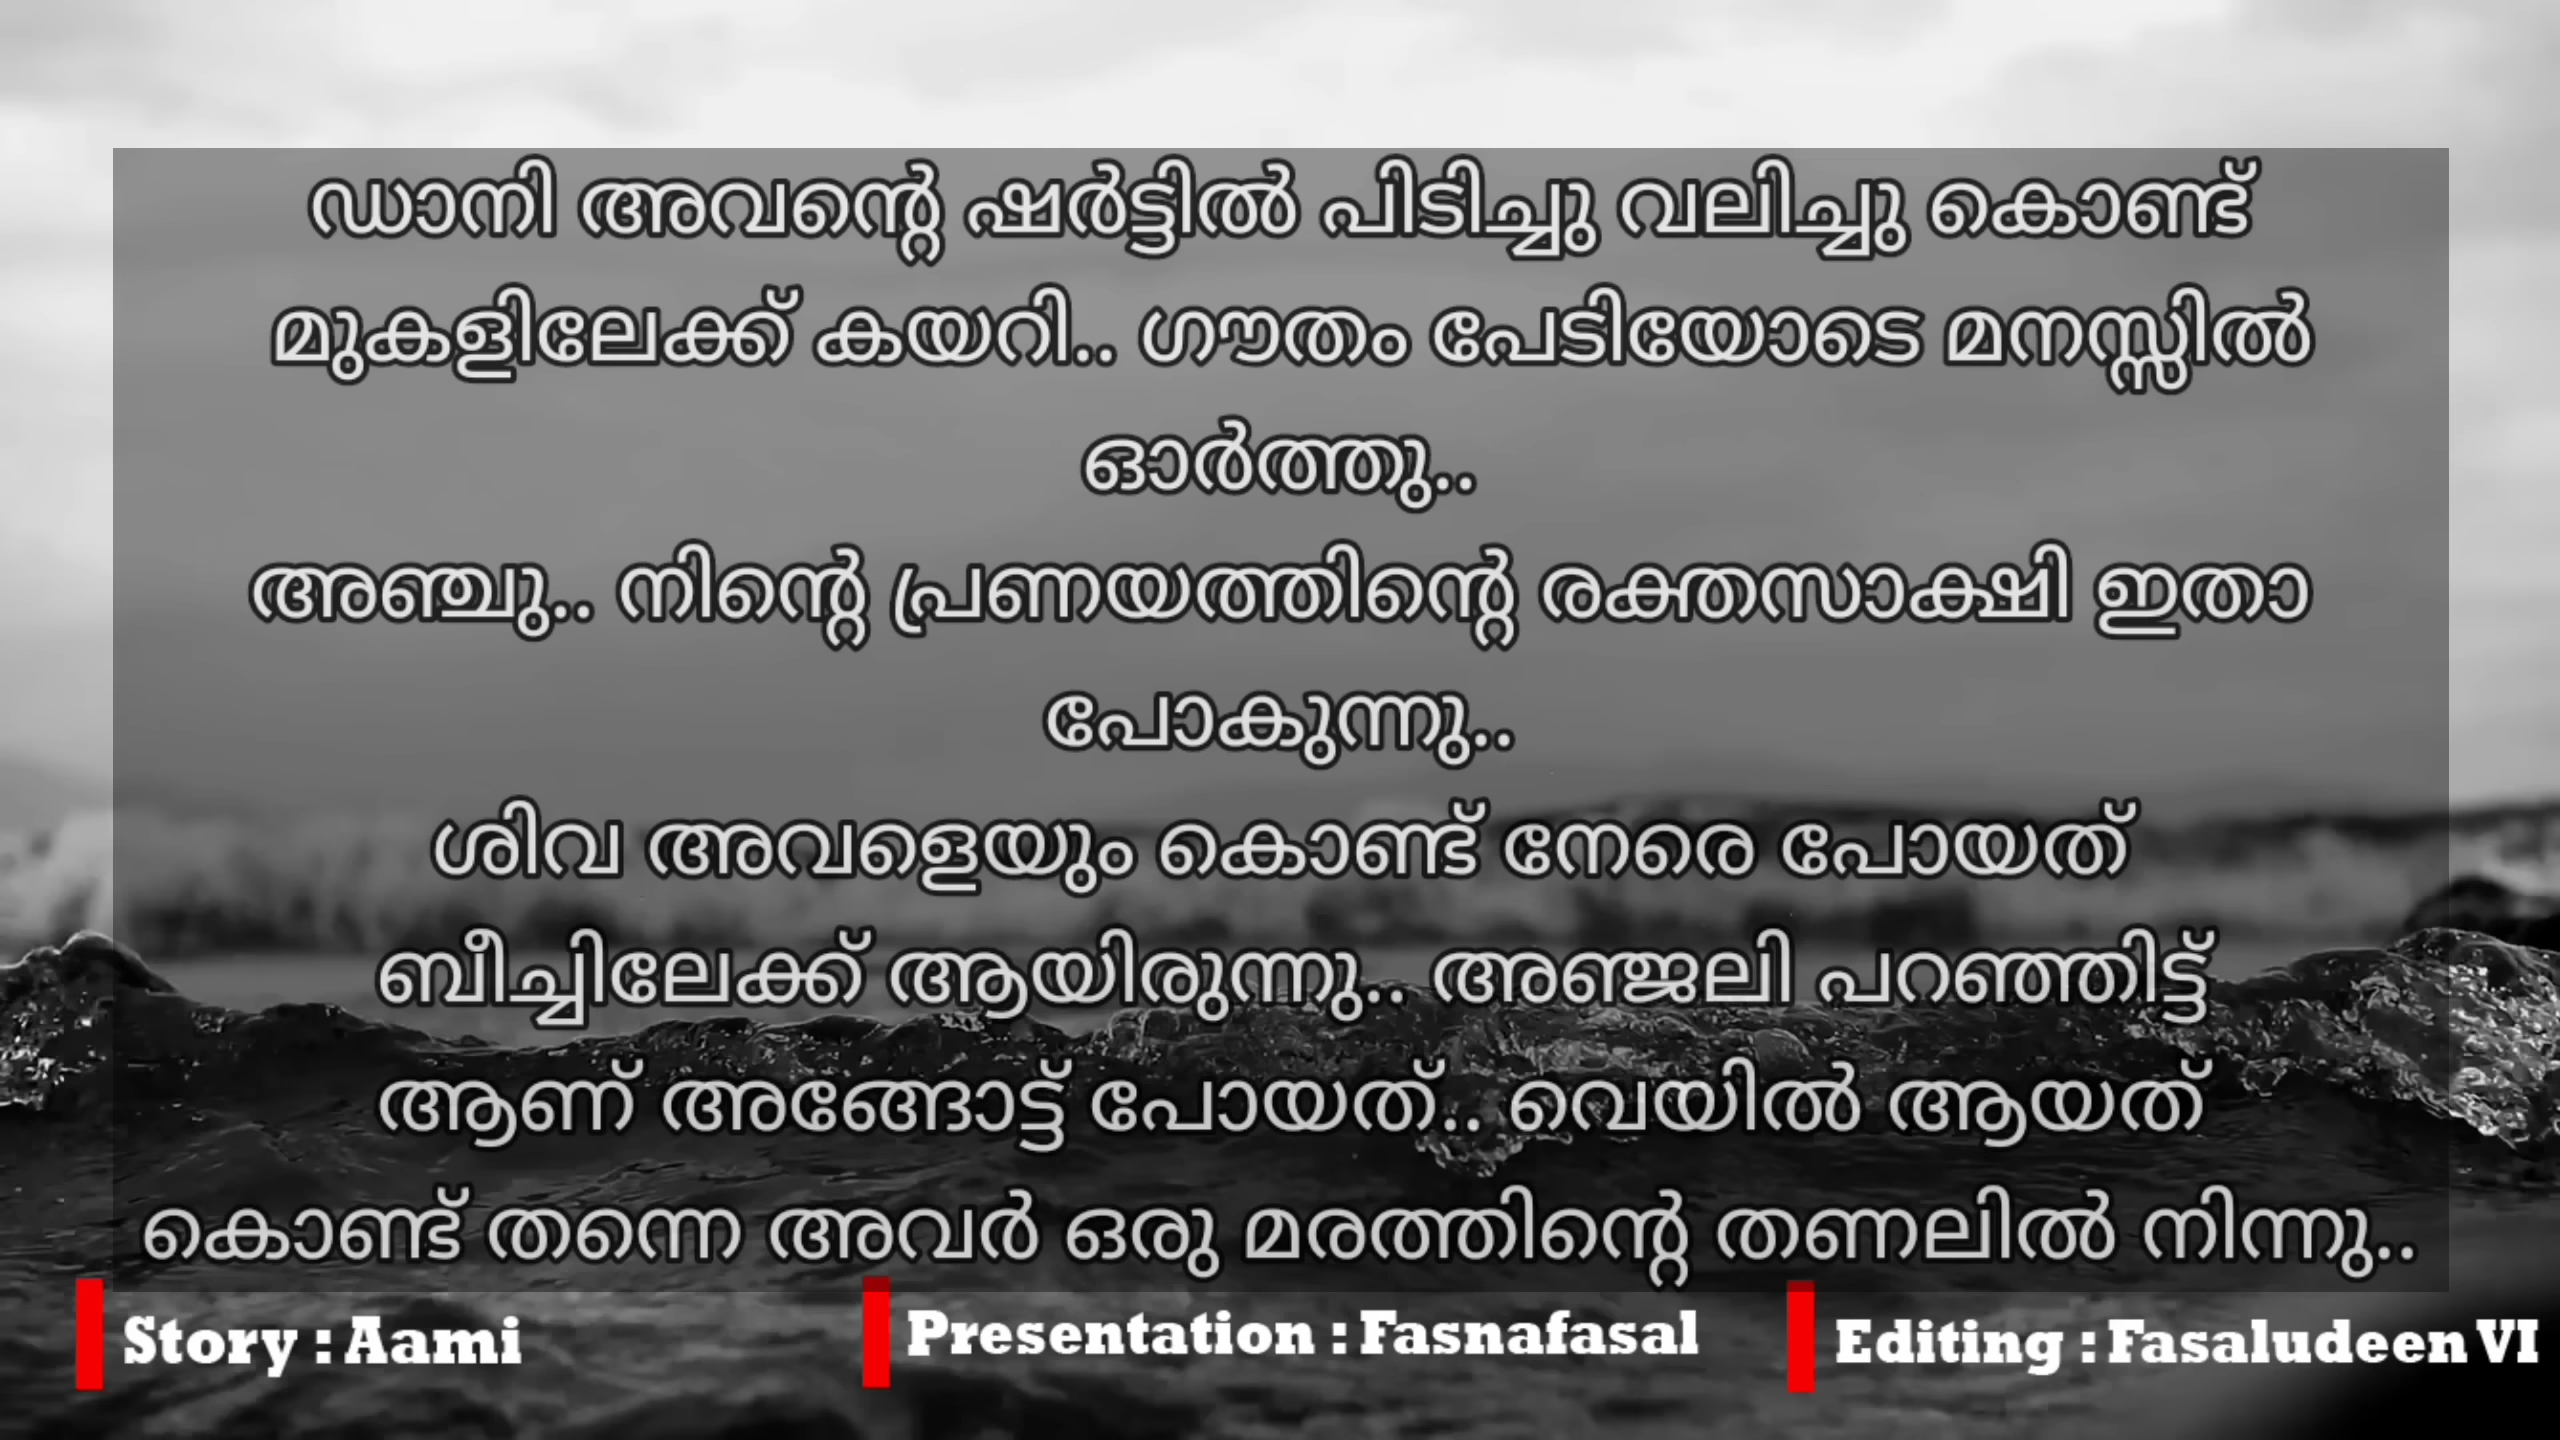 ഡാനി അവന്റെ ഷർട്ടിൽ പിടിച്ചു വലിച്ചു കൊണ്ട്
മുകളിലേക്ക് കയറി.. ഗൗതം പേടിയോടെ മനസ്സിൽ
ഓർത്തു..
അഞ്ചു.. നിന്റെ പ്രണയത്തിന്റെ രക്തസാക്ഷി ഇതാ
പോകുന്നു..
ശിവ അവളെയും കൊണ്ട് നേരെ പോയത്
ബീച്ചിലേക്ക് ആയിരുന്നു.. അഞ്ജലി പറഞ്ഞിട്ട്
ആണ് അങ്ങോട്ട് പോയത്.. വെയിൽ ആയത്
കൊണ്ട് തന്നെ അവർ ഒരു മരത്തിന്റെ തണലിൽ നിന്നു..
Story : Aami
Presentation : Fasnafasal
Editing : Fasaludeen VI